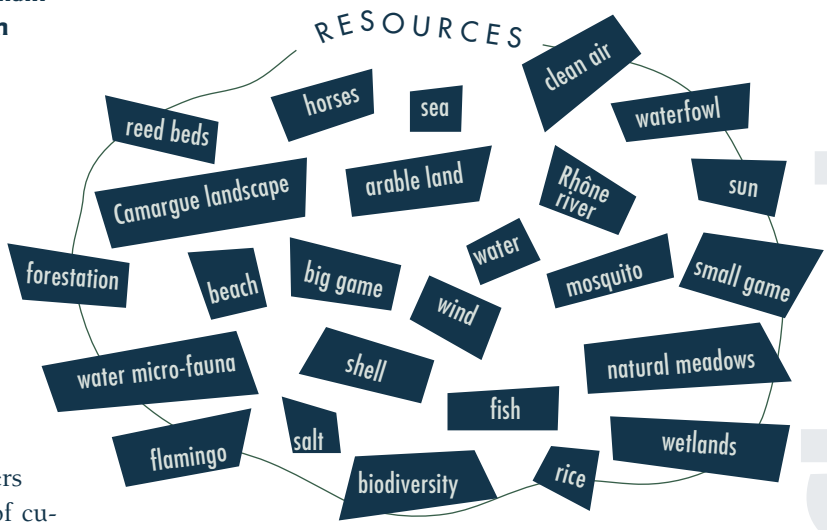 RESOURCES
clean air
horses
sea
waterfowl
reed beds
arable land
Rhône
river
sun
Camargue landscape
water
forestation
beach
big game
wind
mosquito
small game
water micro-fauna
shell
natural meadows
fish
flamingo
salt
wetlands
biodiversity
rice
of cu-